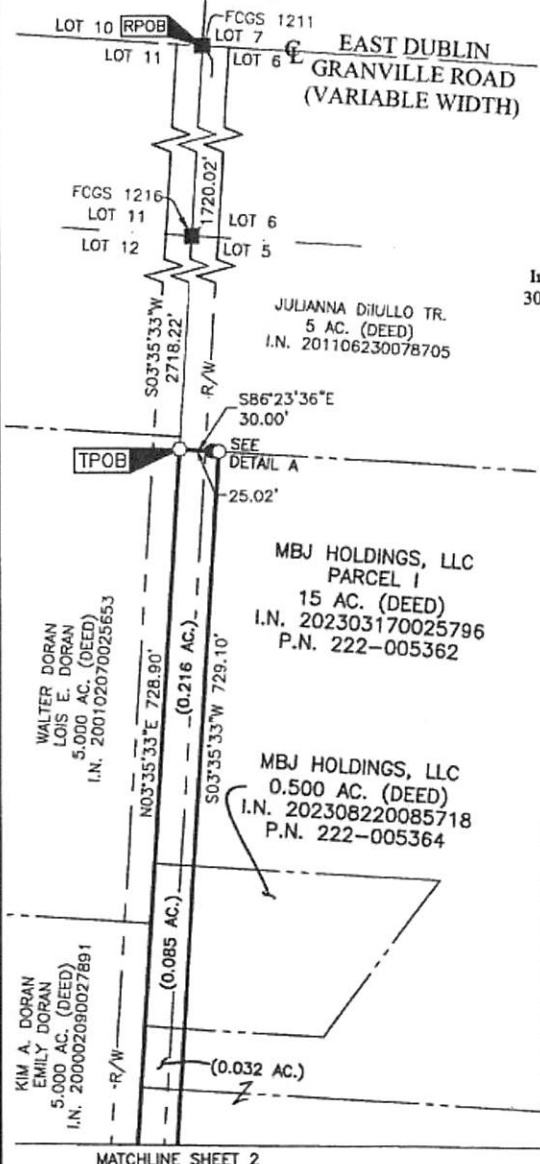 FCGS 1211
LOT 10 RPOB LOT 7
LOT 11 LOT 6 ℄ EAST DUBLIN
GRANVILLE ROAD
(VARIABLE WIDTH)
1720.02'
FCGS 1216
LOT 11 LOT 6
LOT 12 LOT 5
30
JULIANNA DiIULLO TR.
5 AC. (DEED)
I.N. 201106230078705
S03°35'33"W
2718.22'
R/W
S86°23'36"E
30.00'
TPOB
SEE
DETAIL A
25.02'
MBJ HOLDINGS, LLC
PARCEL I
15 AC. (DEED)
I.N. 202303170025796
P.N. 222-005362
WALTER DORAN
LOIS E. DORAN
5.000 AC. (DEED)
I.N. 200102070025653
N03°35'33"E 728.90'
(0.216 AC.)
S03°35'33"W 729.10'
MBJ HOLDINGS, LLC
0.500 AC. (DEED)
I.N. 202308220085718
P.N. 222-005364
(0.085 AC.)
KIM A. DORAN
EMILY DORAN
5.000 AC. (DEED)
I.N. 200002090027891
R/W
(0.032 AC.)
MATCHLINE SHEET 2